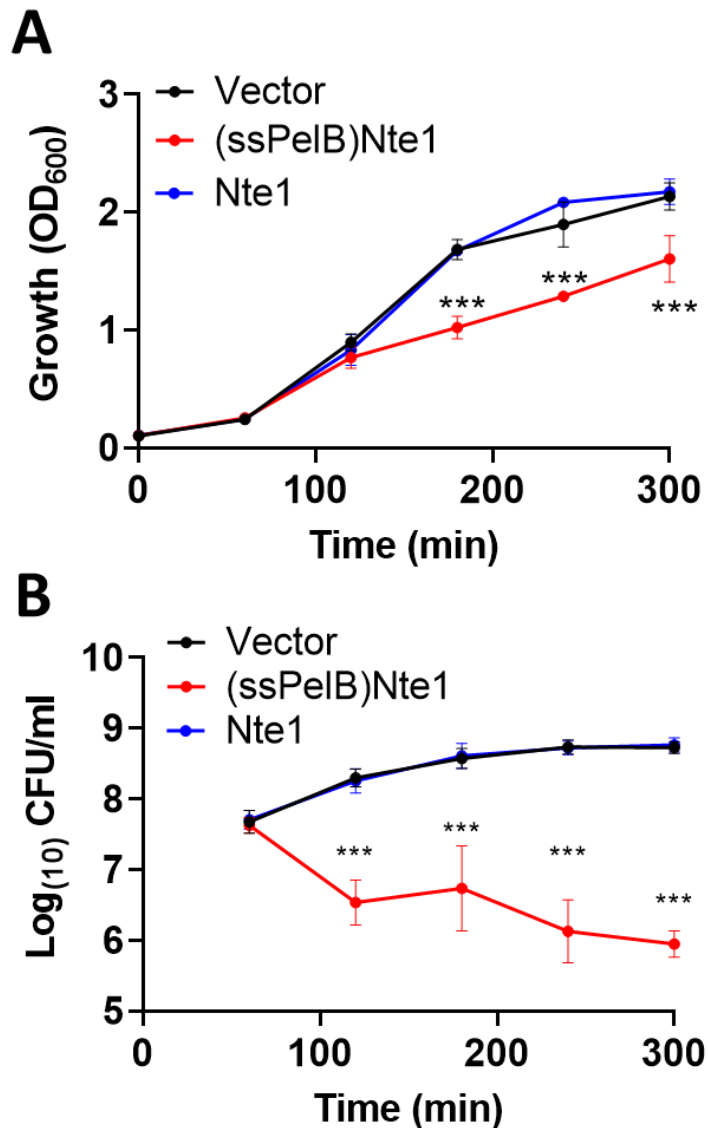 A
Vector
(ssPelB)Nte1
Nte1
3
2
1
0
Growth (OD600)
***
***
***
0
100
200
300
Time (min)
B
Vector
(ssPelB)Nte1
Nte1
10
9
8
7
6
5
Log(10) CFU/ml
***
***
***
***
0
100
200
300
Time (min)